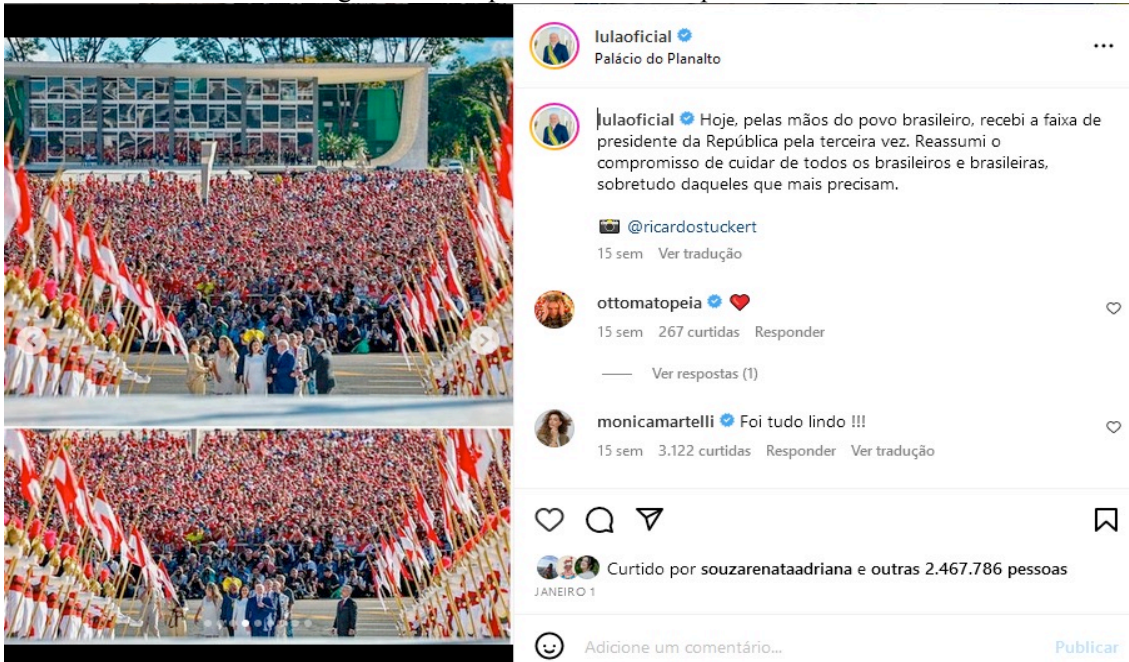 lulaoficial
Palácio do Planalto
lulaoficial Hoje, pelas mãos do povo brasileiro, recebi a faixa de
presidente da República pela terceira vez. Reassumi o
compromisso de cuidar de todos os brasileiros e brasileiras,
sobretudo daqueles que mais precisam.
📷 @ricardostuckert
15 sem Ver tradução
ottomatopeia ❤️
15 sem 267 curtidas Responder
Ver respostas (1)
monicamartelli Foi tudo lindo !!!
15 sem 3.122 curtidas Responder Ver tradução
Curtido por souzarenataadriana e outras 2.467.786 pessoas
JANEIRO 1
Adicione um comentário... Publicar